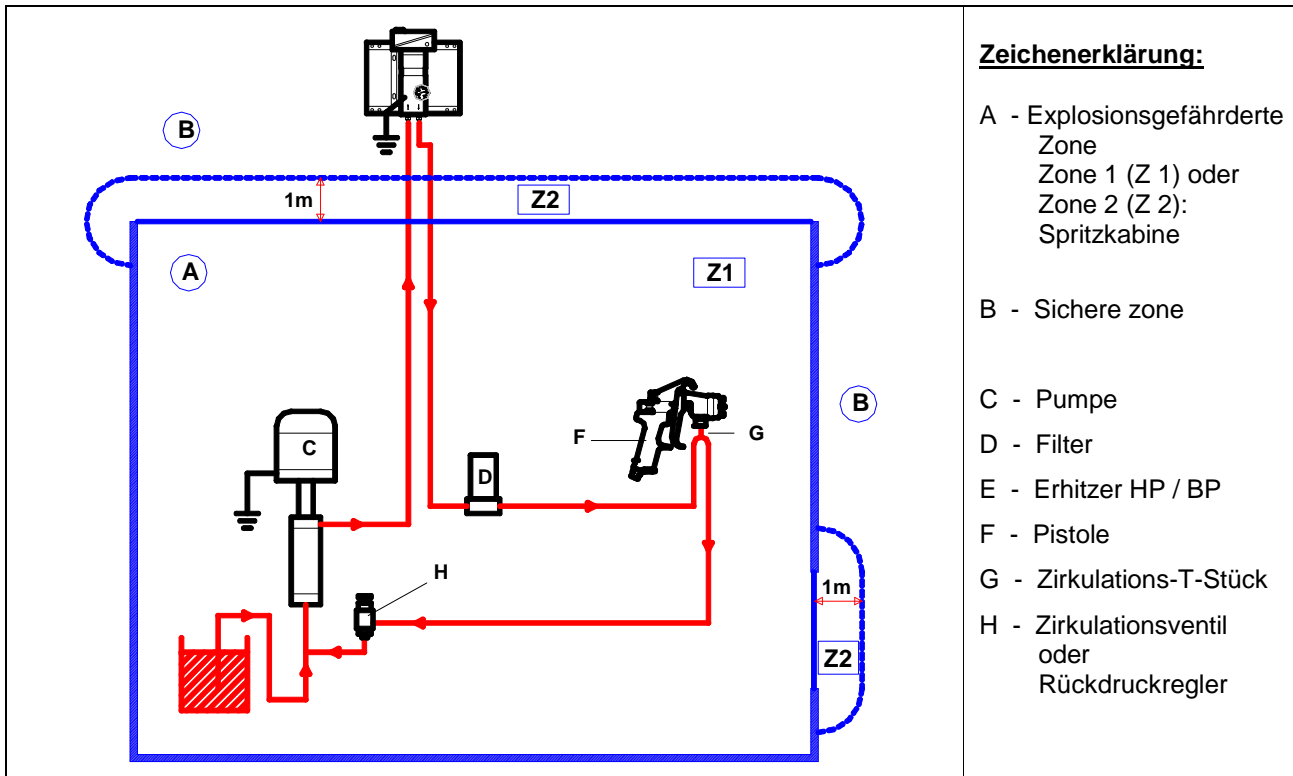 B
1m
Z2
A
Z1
C
F
G
B
D
H
1m
Z2
Zeichenerklärung:
A - Explosionsgefährderte
Zone
Zone 1 (Z 1) oder
Zone 2 (Z 2):
Spritzkabine
B - Sichere zone
C - Pumpe
D - Filter
E - Erhitzer HP / BP
F - Pistole
G - Zirkulations-T-Stück
H - Zirkulationsventil
oder
Rückdruckregler